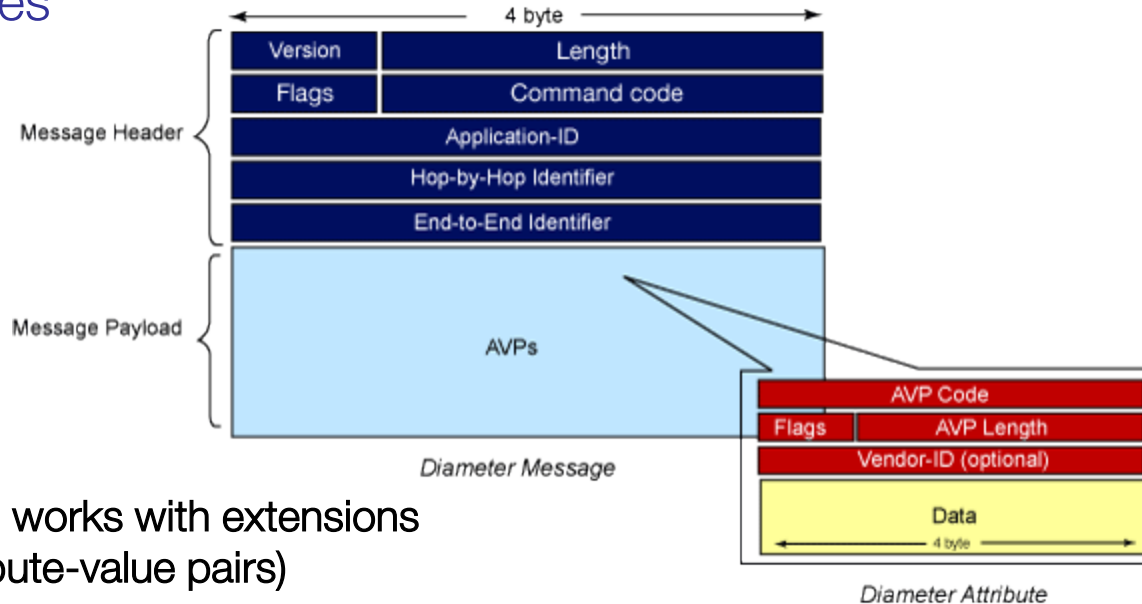 4 byte
Version Length
Flags Command code
Message Header
Application-ID
Hop-by-Hop Identifier
End-to-End Identifier
Message Payload
AVPs
AVP Code
Flags AVP Length
Vendor-ID (optional)
Diameter Message
Data
4 byte
works with extensions
-value pairs)
Diameter Attribute